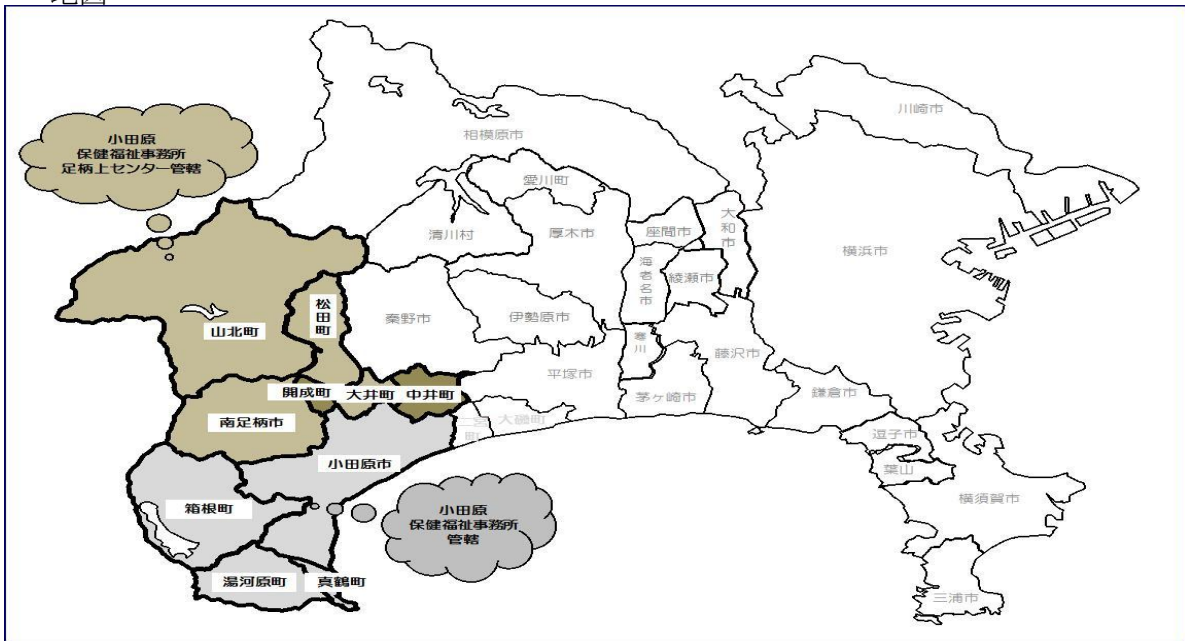 川崎市
小田原
保健福祉事務所
足柄上センター管轄
相模原市
愛川町
清川村
厚木市
座間市
大和市
横浜市
海老名市
綾瀬市
松田町
山北町
秦野市
伊勢原市
寒川
藤沢市
平塚市
開成町
大井町
中井町
茅ヶ崎市
鎌倉市
南足柄市
大磯町
逗子市
小田原市
葉山
横須賀市
箱根町
小田原
保健福祉事務所
管轄
湯河原町
真鶴町
三浦市